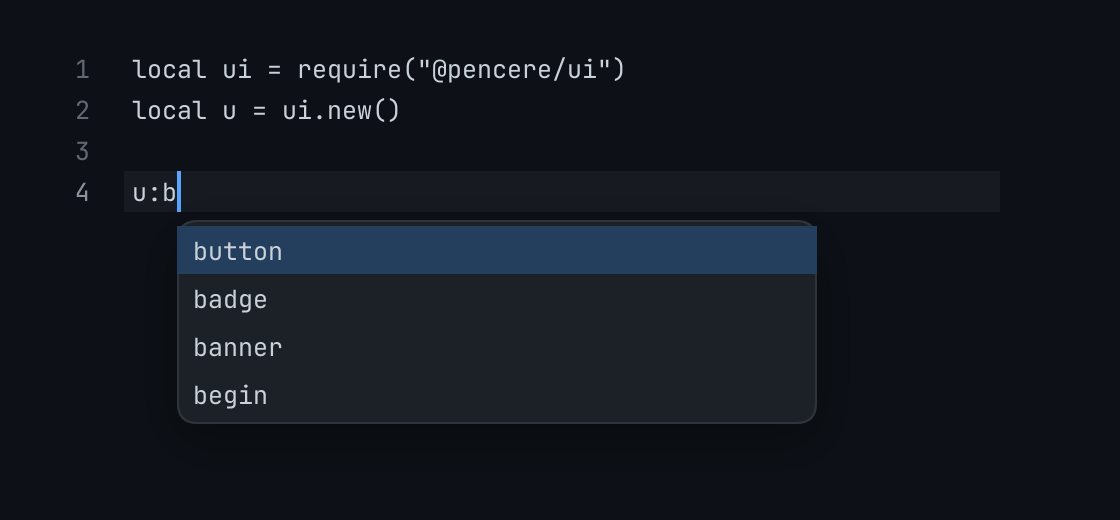 1 local ui = require("@pencere/ui")
2 local u = ui.new()
3
4 u:b
button
badge
banner
begin